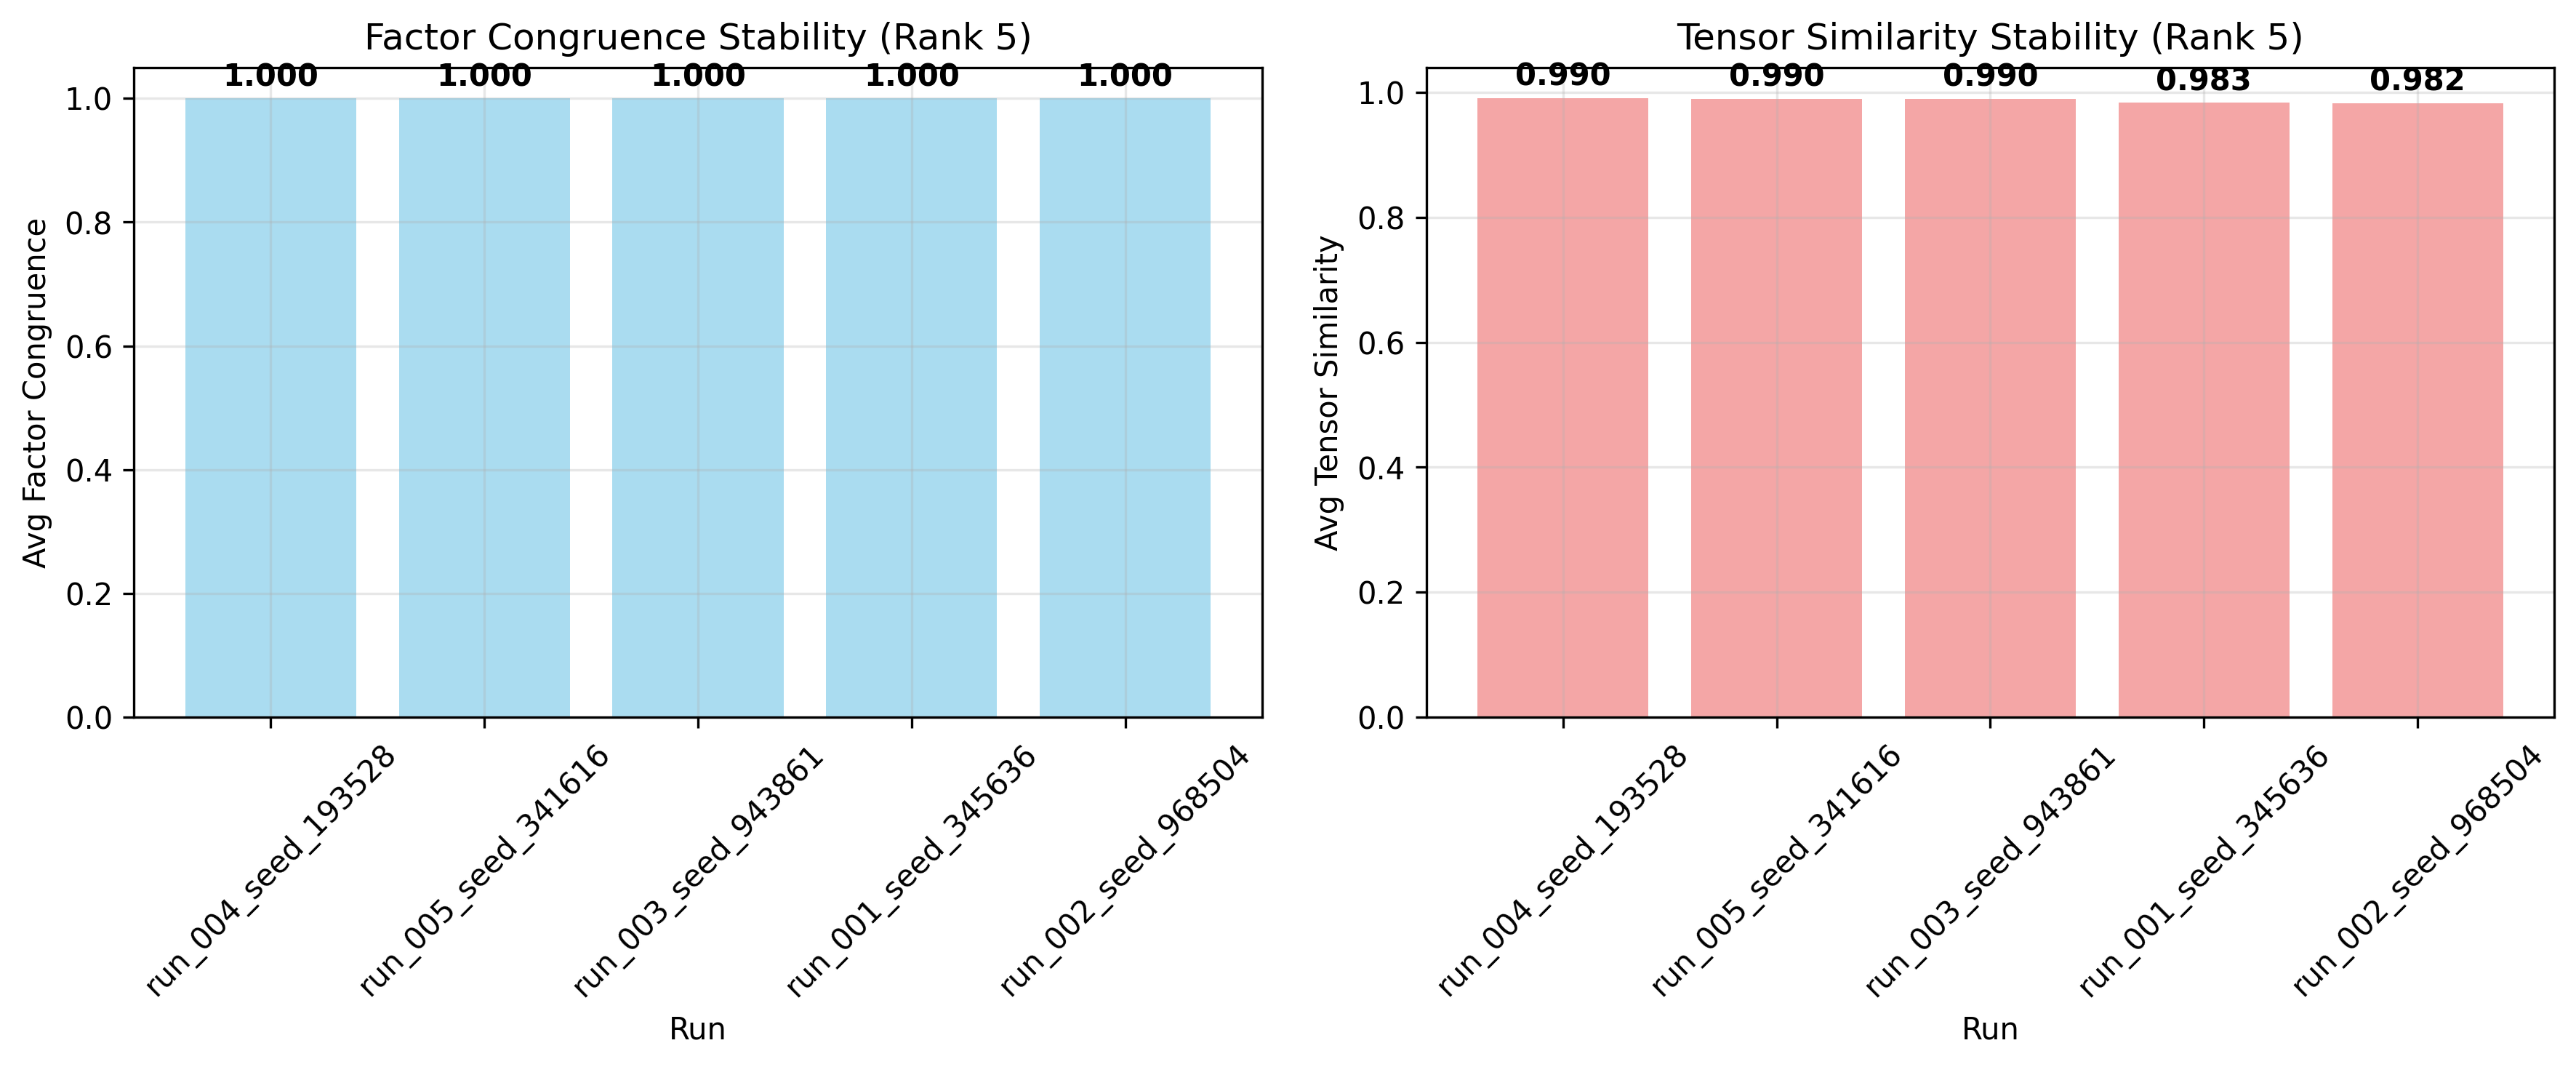 Factor Congruence Stability (Rank 5)
1.000 1.000 1.000 1.000 1.000
1.0
0.8
0.6
0.4
0.2
0.0
Avg Factor Congruence
run_004_seed_193528
run_005_seed_341616
run_003_seed_943861
run_001_seed_345636
run_002_seed_968504
Run
Tensor Similarity Stability (Rank 5)
0.990 0.990 0.990 0.983 0.982
1.0
0.8
0.6
0.4
0.2
0.0
Avg Tensor Similarity
run_004_seed_193528
run_005_seed_341616
run_003_seed_943861
run_001_seed_345636
run_002_seed_968504
Run